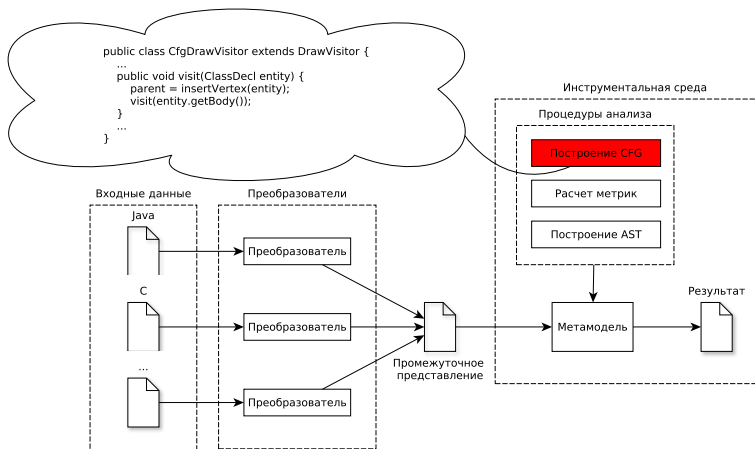 public class CfgDrawVisitor extends DrawVisitor {
...
public void visit(ClassDecl entity) {
parent = insertVertex(entity);
visit(entity.getBody());
}
...
}
Инструментальная среда
Процедуры анализа
Построение CFG
Расчет метрик
Построение AST
Входные данные
Преобразователи
Java
Преобразователь
C
Преобразователь
...
Преобразователь
Промежуточное
представление
Метамодель
Результат